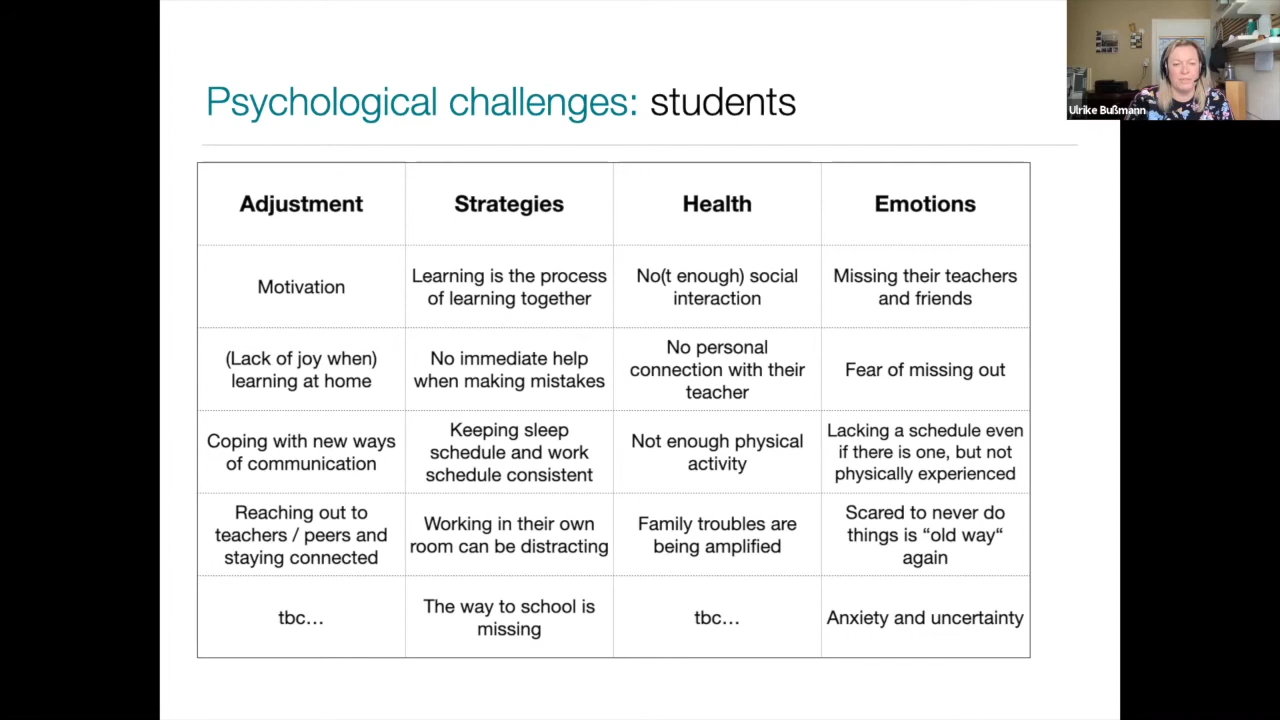 Psychological challenges: students
Ulrike Bußmann
Adjustment
Strategies
Health
Emotions
Motivation
Learning is the process
of learning together
No(t enough) social
interaction
Missing their teachers
and friends
(Lack of joy when)
learning at home
No immediate help
when making mistakes
No personal
connection with their
teacher
Fear of missing out
Coping with new ways
of communication
Keeping sleep
schedule and work
schedule consistent
Not enough physical
activity
Lacking a schedule even
if there is one, but not
physically experienced
Reaching out to
teachers / peers and
staying connected
Working in their own
room can be distracting
Family troubles are
being amplified
Scared to never do
things is “old way“
again
tbc…
The way to school is
missing
tbc…
Anxiety and uncertainty